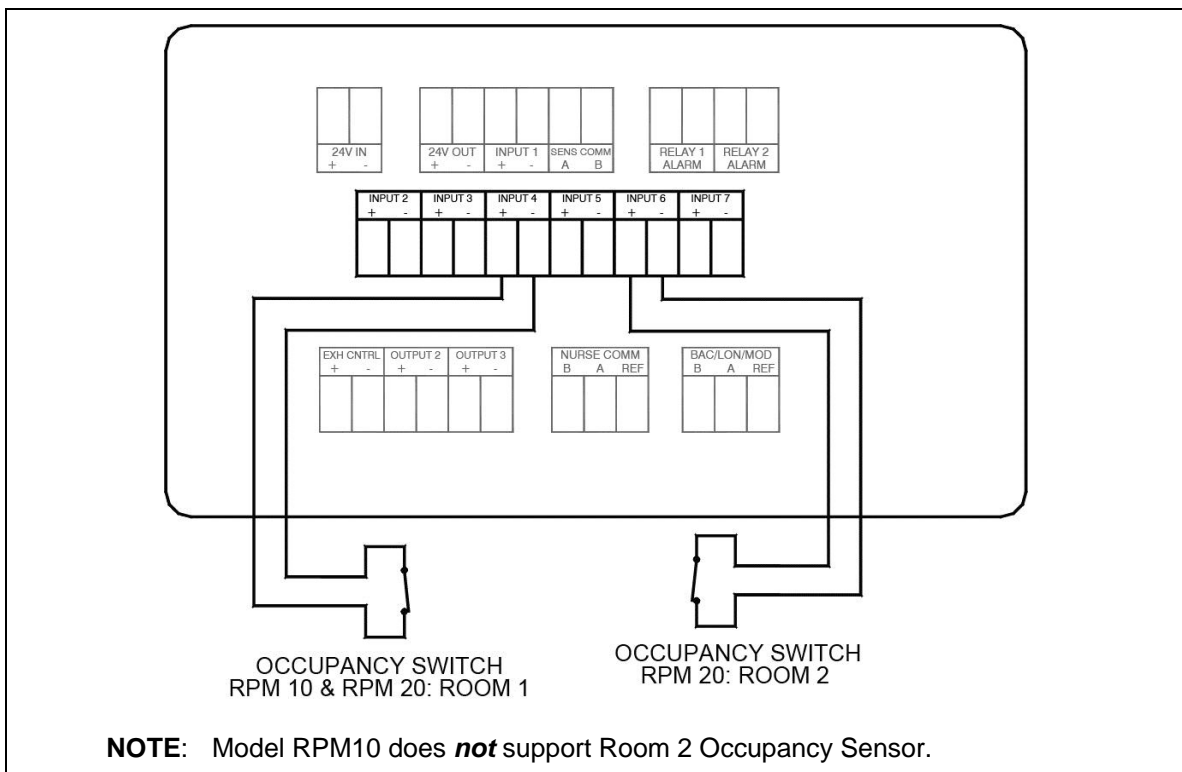 24V IN
+ -
24V OUT INPUT 1 SENS COMM
+ - + - A B
RELAY 1 RELAY 2
ALARM ALARM
INPUT 2 INPUT 3 INPUT 4 INPUT 5 INPUT 6 INPUT 7
+ - + - + - + - + - + -
EXH CNTRL OUTPUT 2 OUTPUT 3
+ - + - + -
NURSE COMM
B A REF
BAC/LON/MOD
B A REF
OCCUPANCY SWITCH
RPM 10 & RPM 20: ROOM 1
OCCUPANCY SWITCH
RPM 20: ROOM 2
NOTE: Model RPM10 does not support Room 2 Occupancy Sensor.